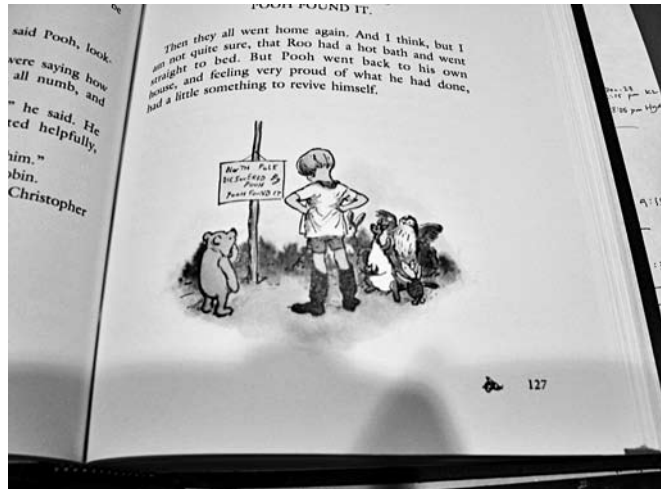 be
said Pooh, look-
were saying how
all numb, and
” he said. He
ted helpfully,
him.”
obin.
Christopher
POOH FOUND IT.
Then they all went home again. And I think, but I
am not quite sure, that Roo had a hot bath and went
straight to bed. But Pooh went back to his own
house, and feeling very proud of what he had done,
had a little something to revive himself.
NORTH POLE
DICSOVERED By
POOH
POOH FOUND IT
127